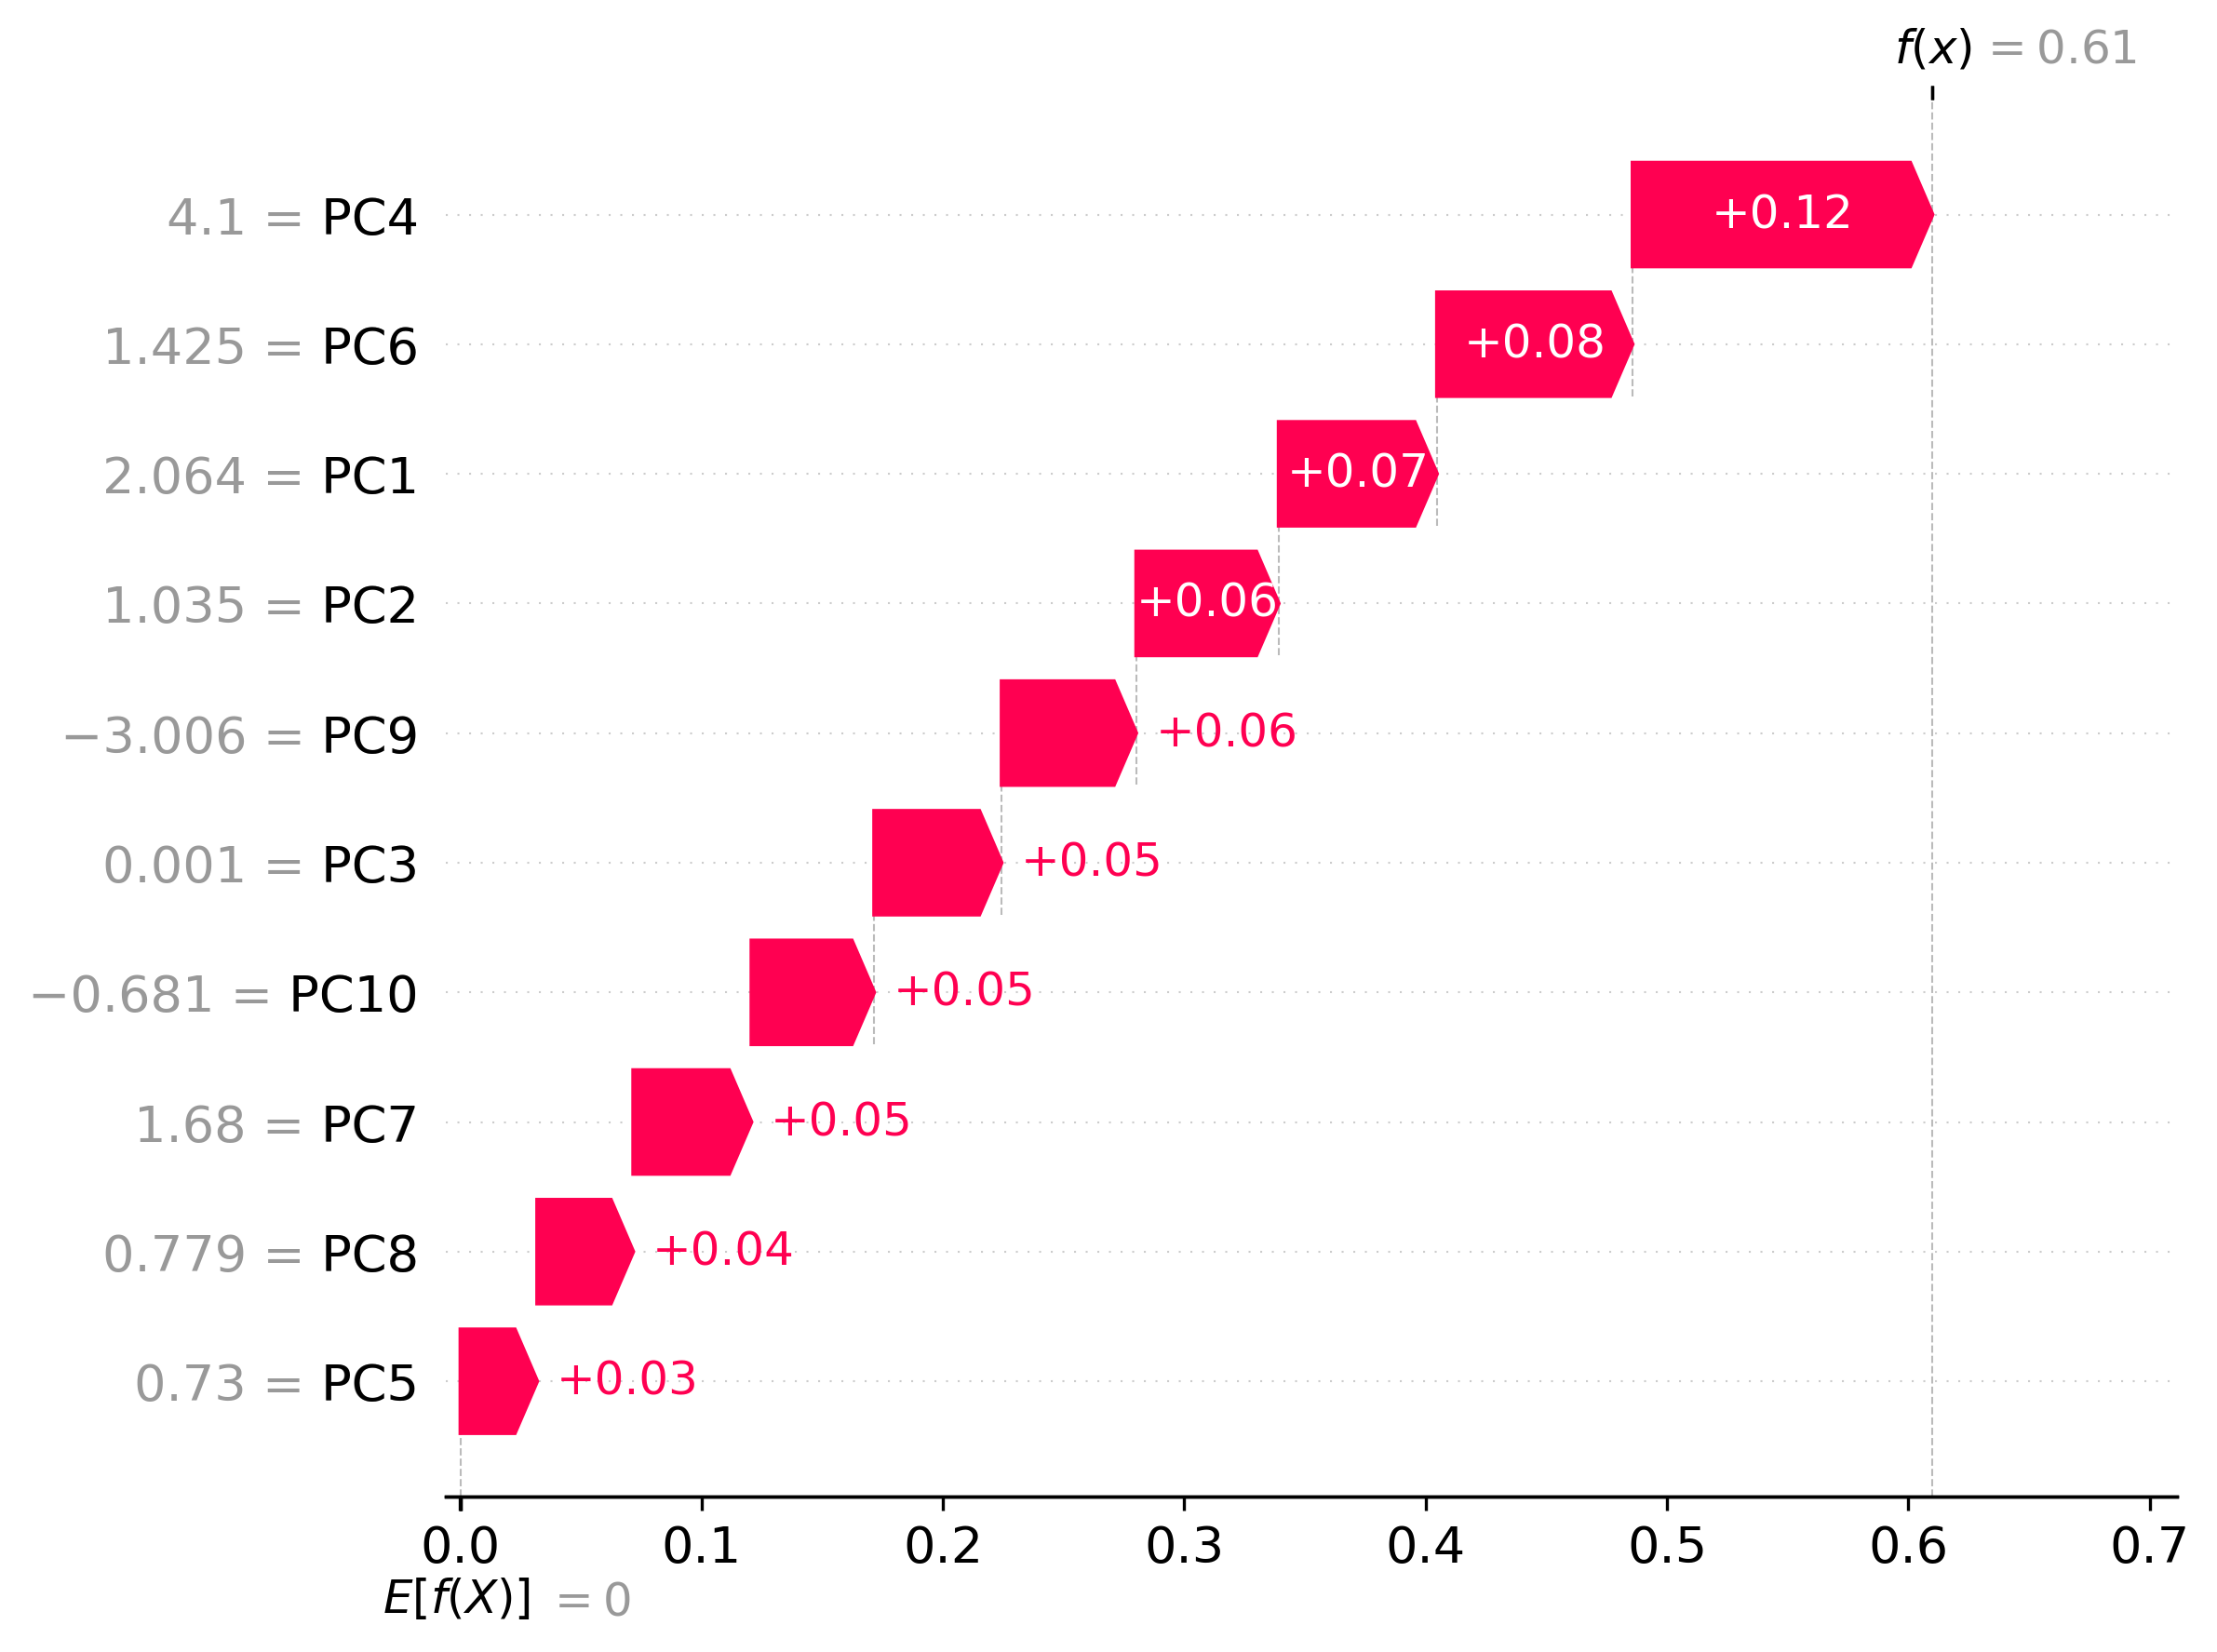 f(x) = 0.61
4.1 = PC4 +0.12
1.425 = PC6 +0.08
2.064 = PC1 +0.07
1.035 = PC2 +0.06
−3.006 = PC9 +0.06
0.001 = PC3 +0.05
−0.681 = PC10 +0.05
1.68 = PC7 +0.05
0.779 = PC8 +0.04
0.73 = PC5 +0.03
0.0 0.1 0.2 0.3 0.4 0.5 0.6 0.7
E[f(X)] = 0